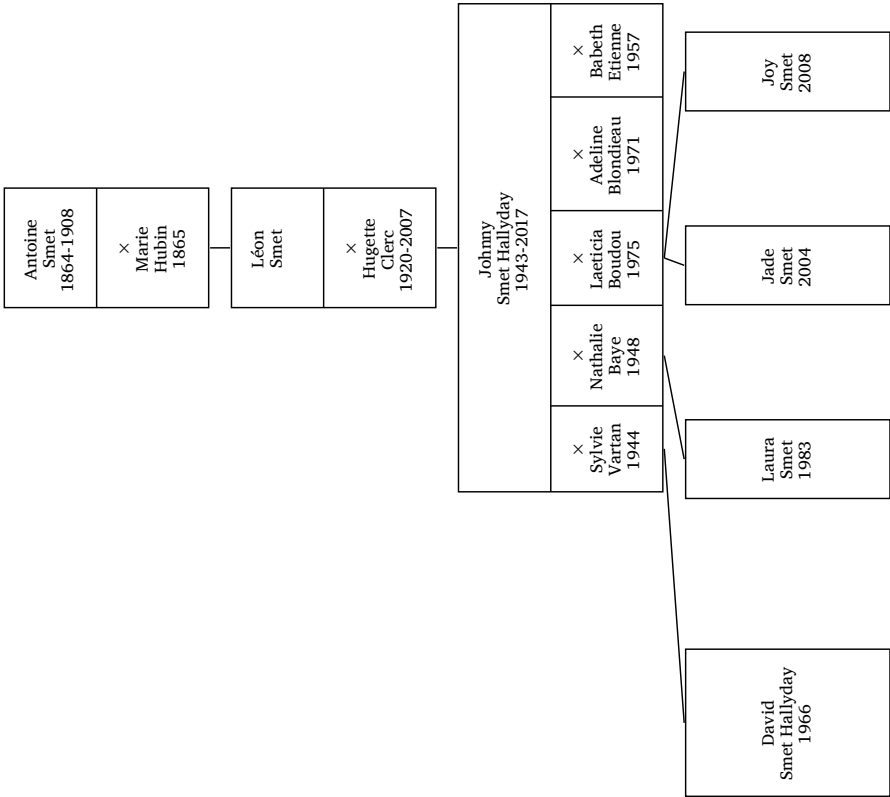 Antoine
Smet
1864-1908
×
Marie
Hubin
1865
Léon
Smet
×
Hugette
Clerc
1920-2007
Johnny
Smet Hallyday
1943-2017
×
Sylvie
Vartan
1944
×
Nathalie
Baye
1948
×
Laeticia
Boudou
1975
×
Adeline
Blondieau
1971
×
Babeth
Etienne
1957
David
Smet Hallyday
1966
Laura
Smet
1983
Jade
Smet
2004
Joy
Smet
2008